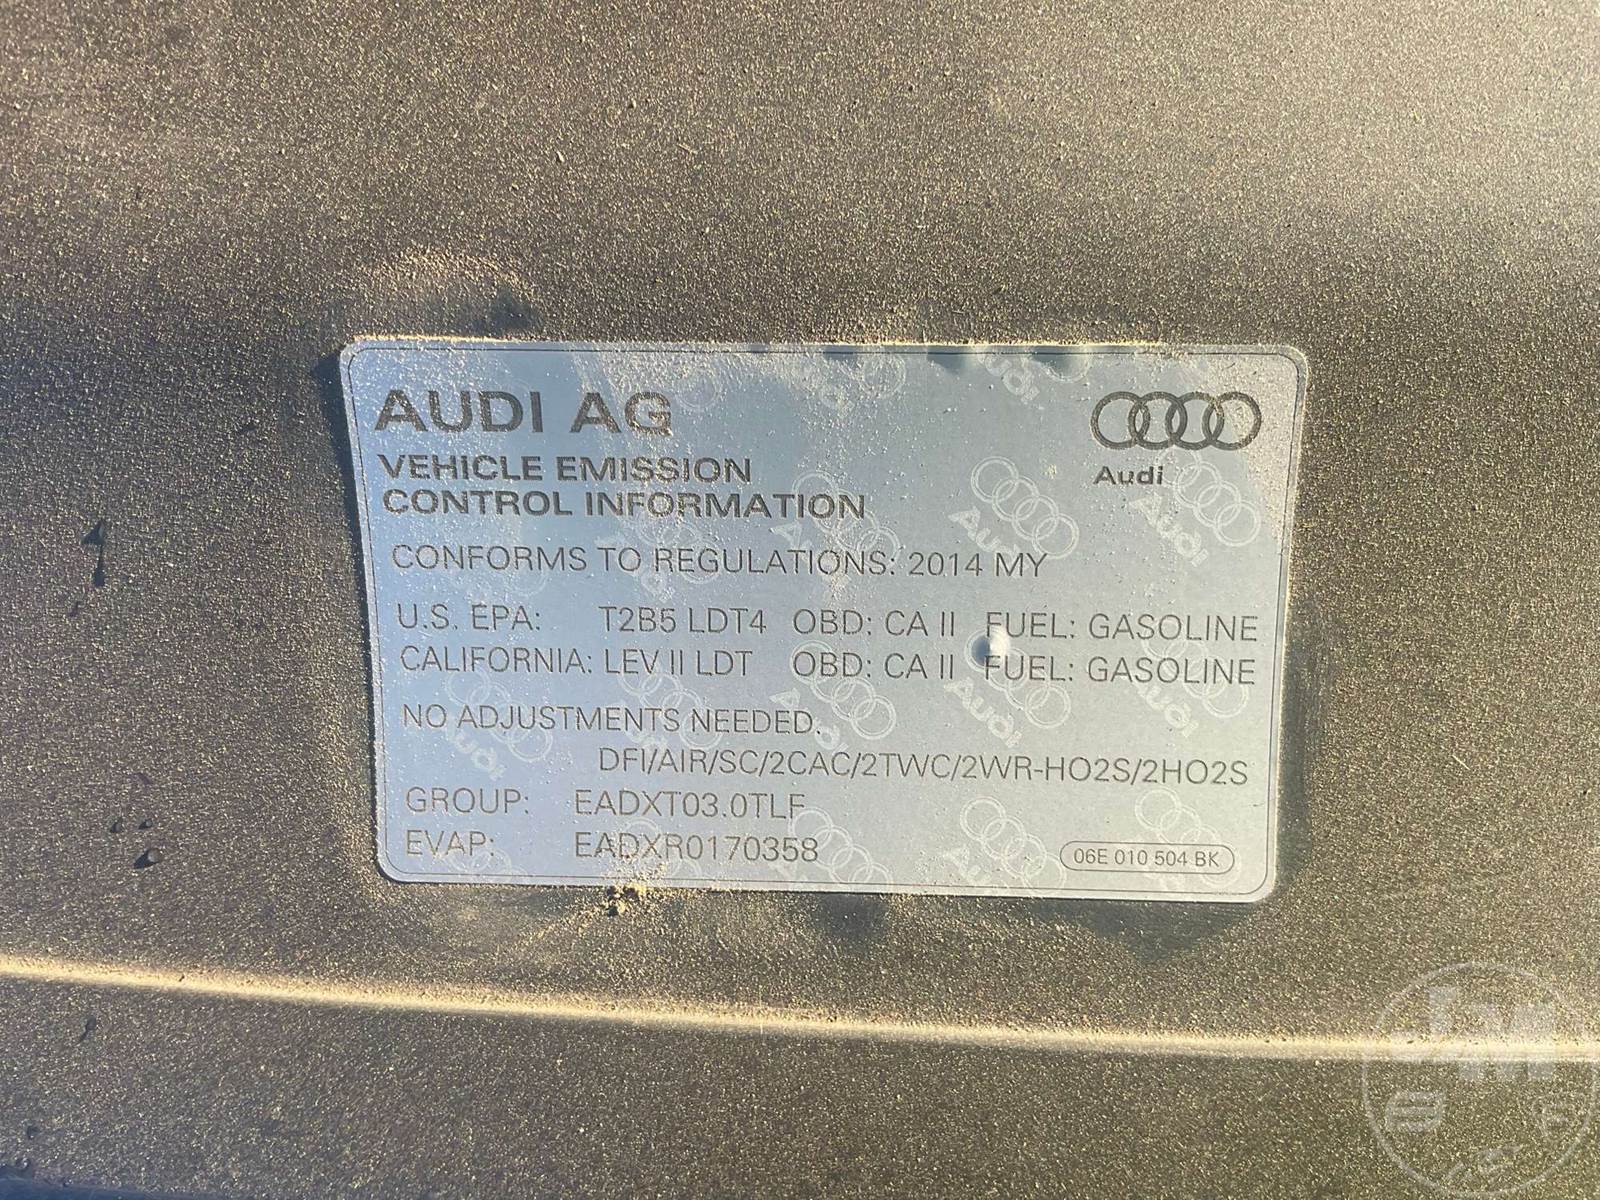 AUDI AG
Audi
VEHICLE EMISSION
CONTROL INFORMATION
CONFORMS TO REGULATIONS: 2014 MY
U.S. EPA: T2B5 LDT4 OBD: CA II FUEL: GASOLINE
CALIFORNIA: LEV II LDT OBD: CA II FUEL: GASOLINE
NO ADJUSTMENTS NEEDED.
DFI/AIR/SC/2CAC/2TWC/2WR-HO2S/2HO2S
GROUP: EADXT03.0TLF
EVAP: EADXR0170358
06E 010 504 BK